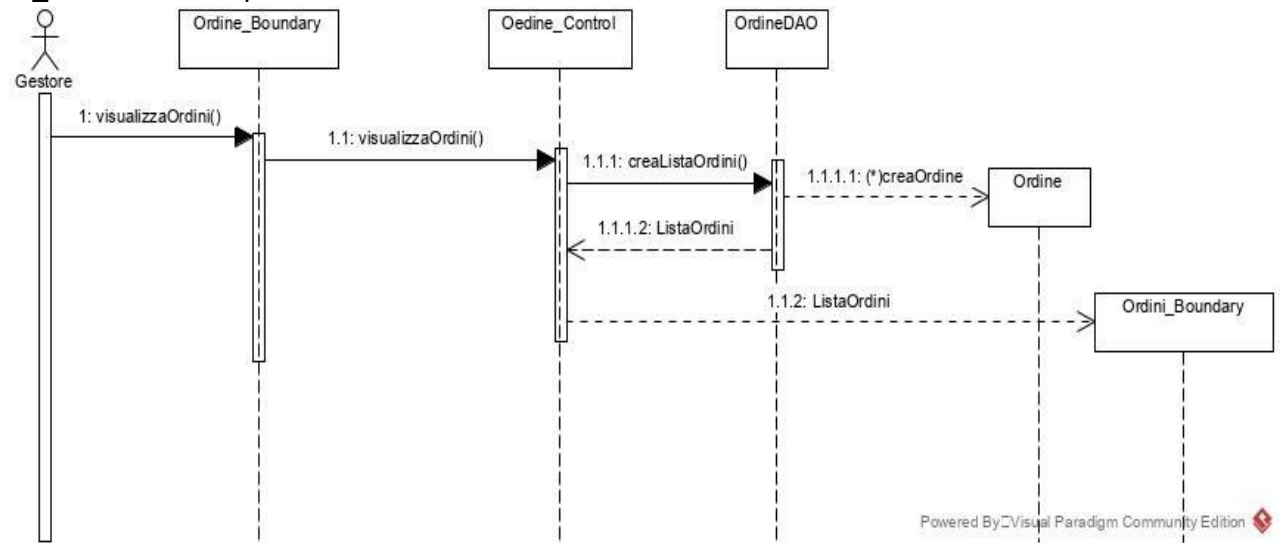 Ordine_Boundary
Oedine_Control
OrdineDAO
Gestore
1: visualizzaOrdini()
1.1: visualizzaOrdini()
1.1.1: creaListaOrdini()
1.1.1.1: (*)creaOrdine
Ordine
1.1.1.2: ListaOrdini
1.1.2: ListaOrdini
Ordini_Boundary
Powered By Visual Paradigm Community Edition